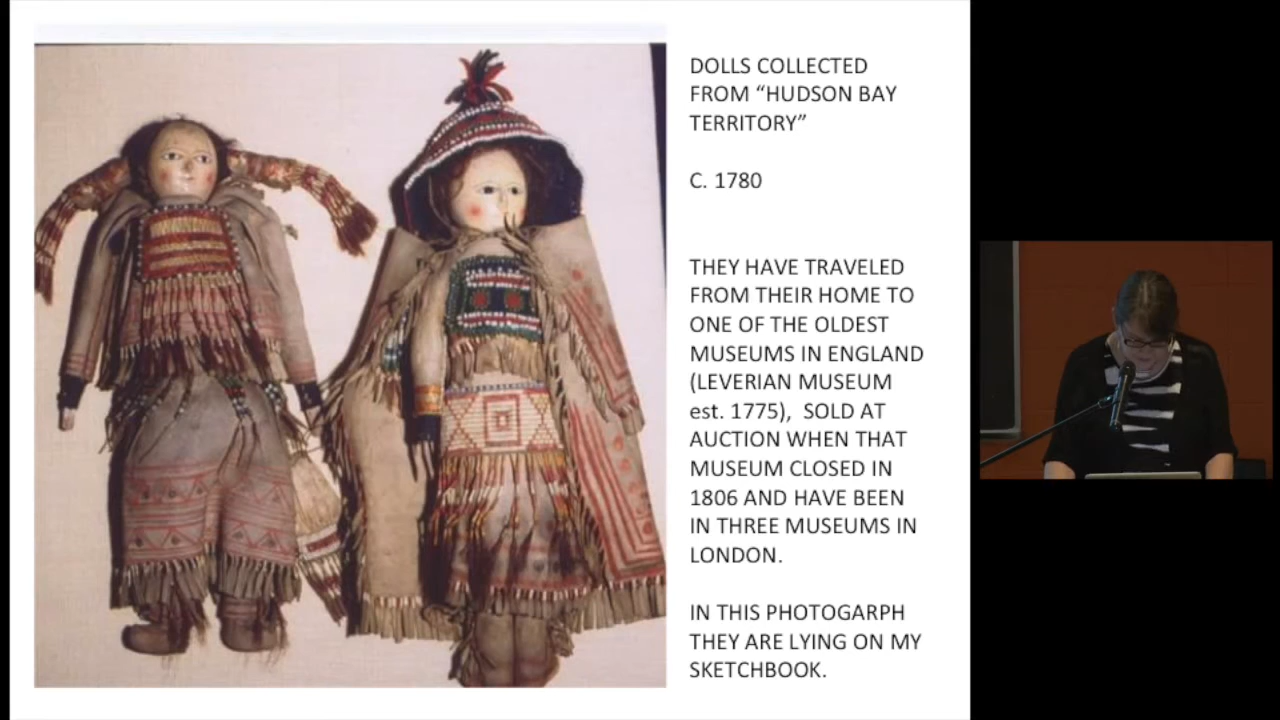 DOLLS COLLECTED
FROM “HUDSON BAY
TERRITORY”
C. 1780
THEY HAVE TRAVELED
FROM THEIR HOME TO
ONE OF THE OLDEST
MUSEUMS IN ENGLAND
(LEVERIAN MUSEUM
est. 1775),  SOLD AT
AUCTION WHEN THAT
MUSEUM CLOSED IN
1806 AND HAVE BEEN
IN THREE MUSEUMS IN
LONDON.
IN THIS PHOTOGARPH
THEY ARE LYING ON MY
SKETCHBOOK.